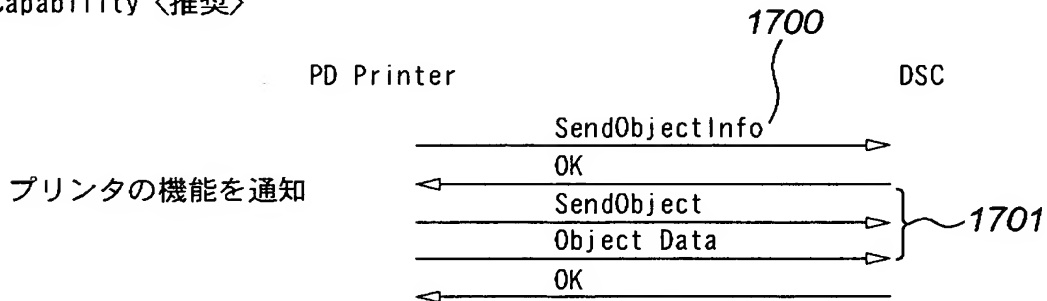 Capability〈推奨〉
1700
PD Printer
DSC
SendObjectInfo
OK
プリンタの機能を通知
SendObject
1701
Object Data
OK